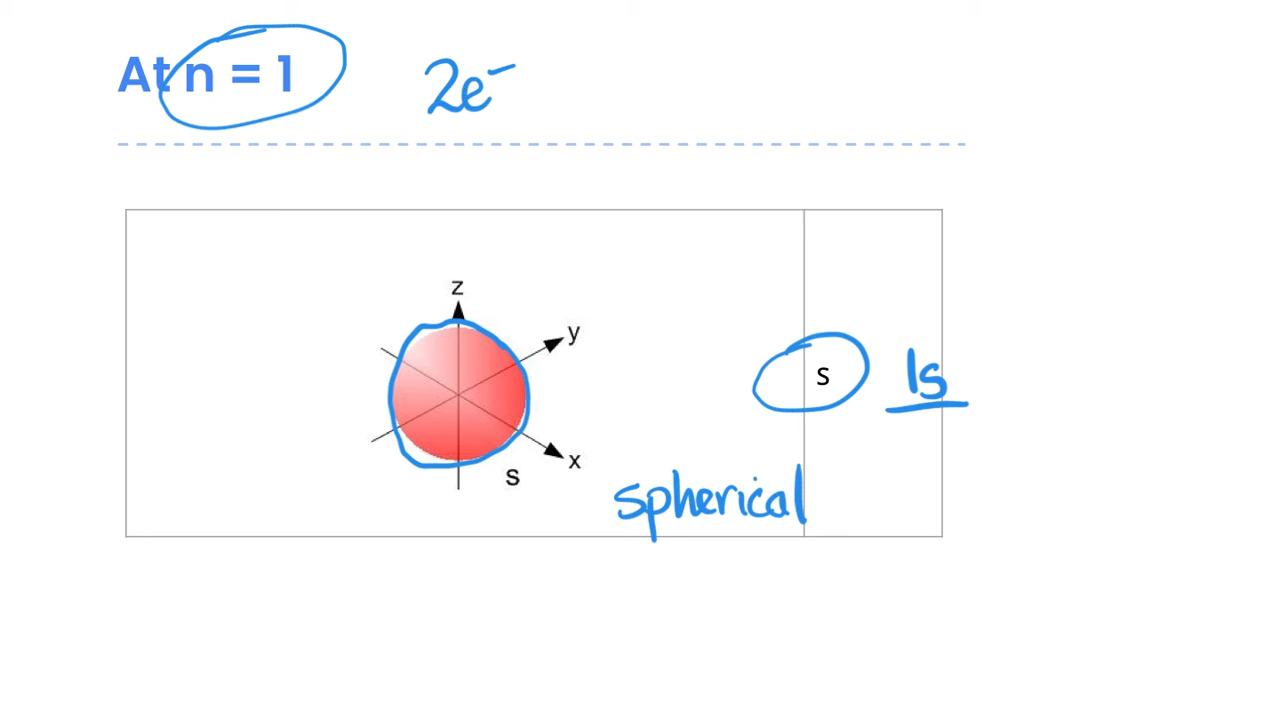 At n = 1 2e⁻
z
y
s 1s
x
s
spherical